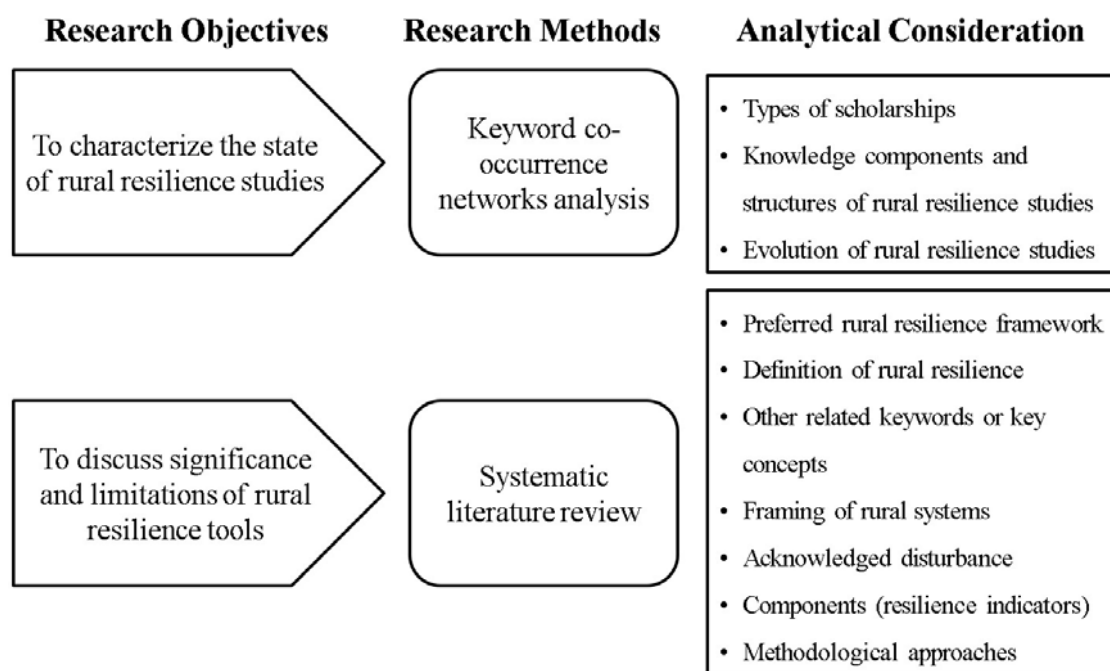 Research Objectives
Research Methods
Analytical Consideration
To characterize the state
of rural resilience studies
Keyword co-
occurrence
networks analysis
• Types of scholarships
• Knowledge components and
structures of rural resilience studies
• Evolution of rural resilience studies
To discuss significance
and limitations of rural
resilience tools
Systematic
literature review
• Preferred rural resilience framework
• Definition of rural resilience
• Other related keywords or key
concepts
• Framing of rural systems
• Acknowledged disturbance
• Components (resilience indicators)
• Methodological approaches